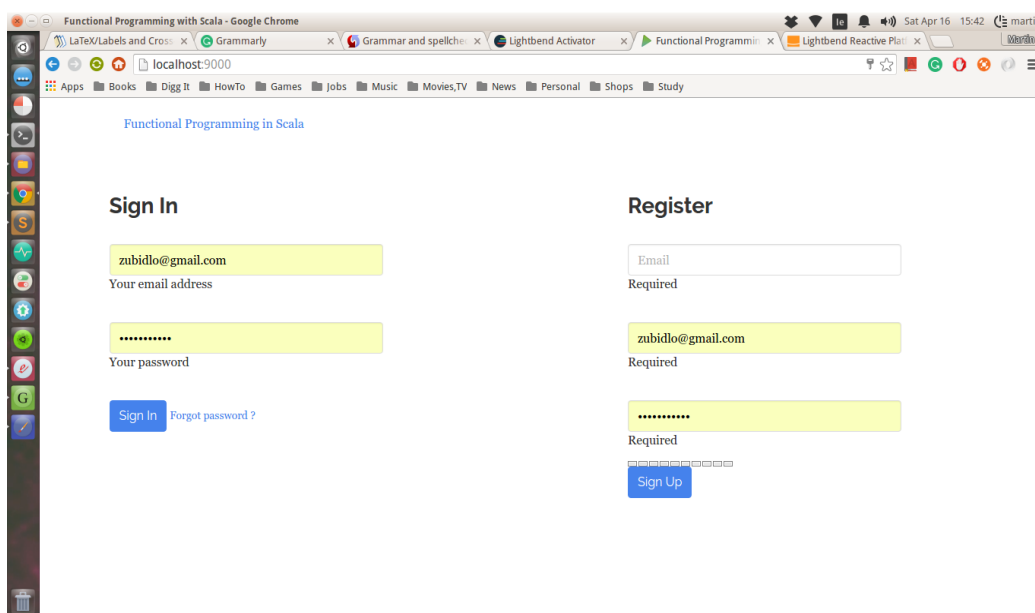 Functional Programming with Scala - Google Chrome
Sat Apr 16 15:42
LaTeX/Labels and Cross
Grammarly
Grammar and spellche
Lightbend Activator
Functional Programmin
Lightbend Reactive Platf
localhost:9000
Apps Books Digg It HowTo Games Jobs Music Movies,TV News Personal Shops Study
Functional Programming in Scala
Sign In
zubidlo@gmail.com
Your email address
•••••••••••
Your password
Sign In Forgot password ?
Register
Email
Required
zubidlo@gmail.com
Required
•••••••••••
Required
Sign Up